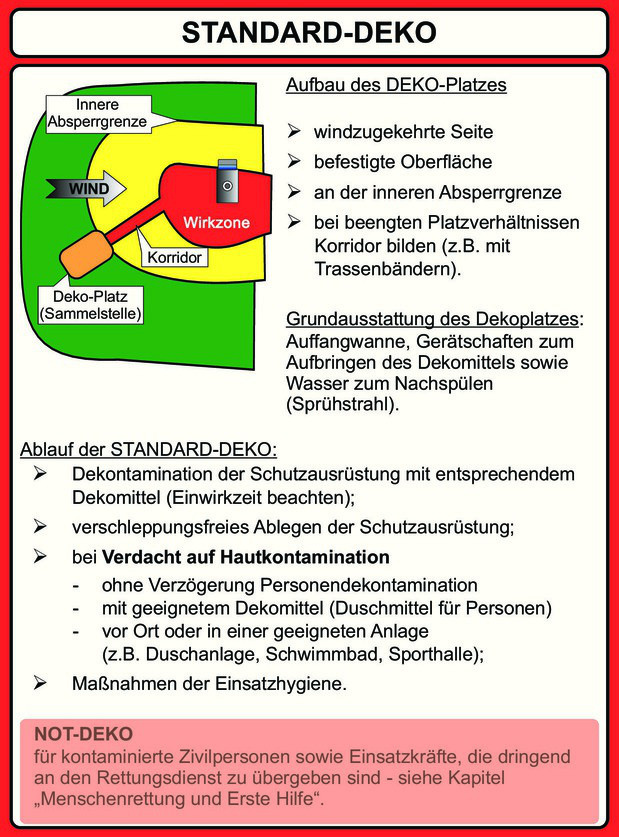 STANDARD-DEKO
Innere
Absperrgrenze
WIND
Wirkzone
Korridor
Deko-Platz
(Sammelstelle)
Aufbau des DEKO-Platzes
➢ windzugekehrte Seite
➢ befestigte Oberfläche
➢ an der inneren Absperrgrenze
➢ bei beengten Platzverhältnissen
Korridor bilden (z.B. mit
Trassenbändern).
Grundausstattung des Dekoplatzes:
Auffangwanne, Gerätschaften zum
Aufbringen des Dekomittels sowie
Wasser zum Nachspülen
(Sprühstrahl).
Ablauf der STANDARD-DEKO:
➢ Dekontamination der Schutzausrüstung mit entsprechendem
Dekomittel (Einwirkzeit beachten);
➢ verschleppungsfreies Ablegen der Schutzausrüstung;
➢ bei Verdacht auf Hautkontamination
- ohne Verzögerung Personendekontamination
- mit geeignetem Dekomittel (Duschmittel für Personen)
- vor Ort oder in einer geeigneten Anlage
(z.B. Duschanlage, Schwimmbad, Sporthalle);
➢ Maßnahmen der Einsatzhygiene.
NOT-DEKO
für kontaminierte Zivilpersonen sowie Einsatzkräfte, die dringend
an den Rettungsdienst zu übergeben sind - siehe Kapitel
„Menschenrettung und Erste Hilfe“.